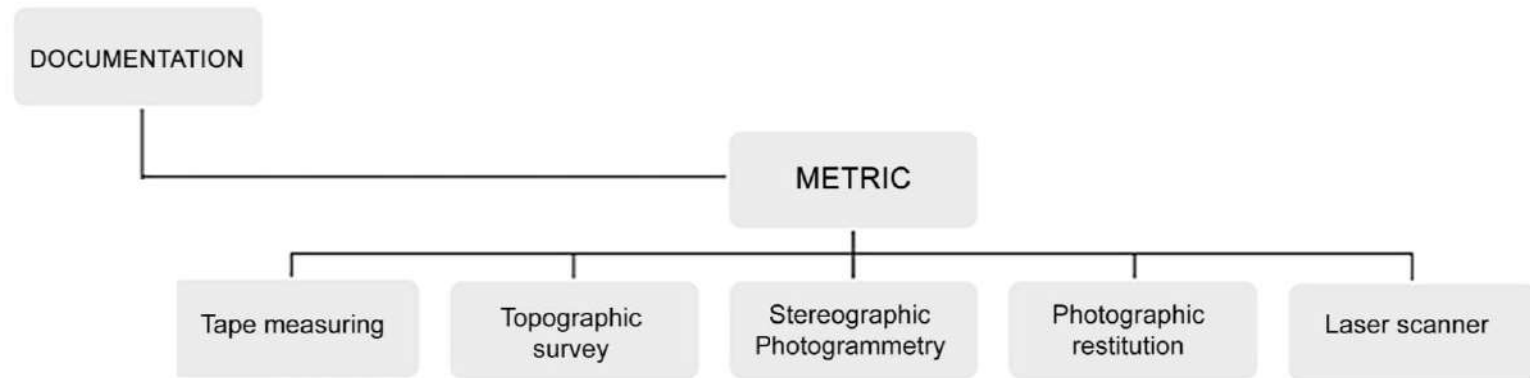 DOCUMENTATION
METRIC
Tape measuring
Topographic
survey
Stereographic
Photogrammetry
Photographic
restitution
Laser scanner